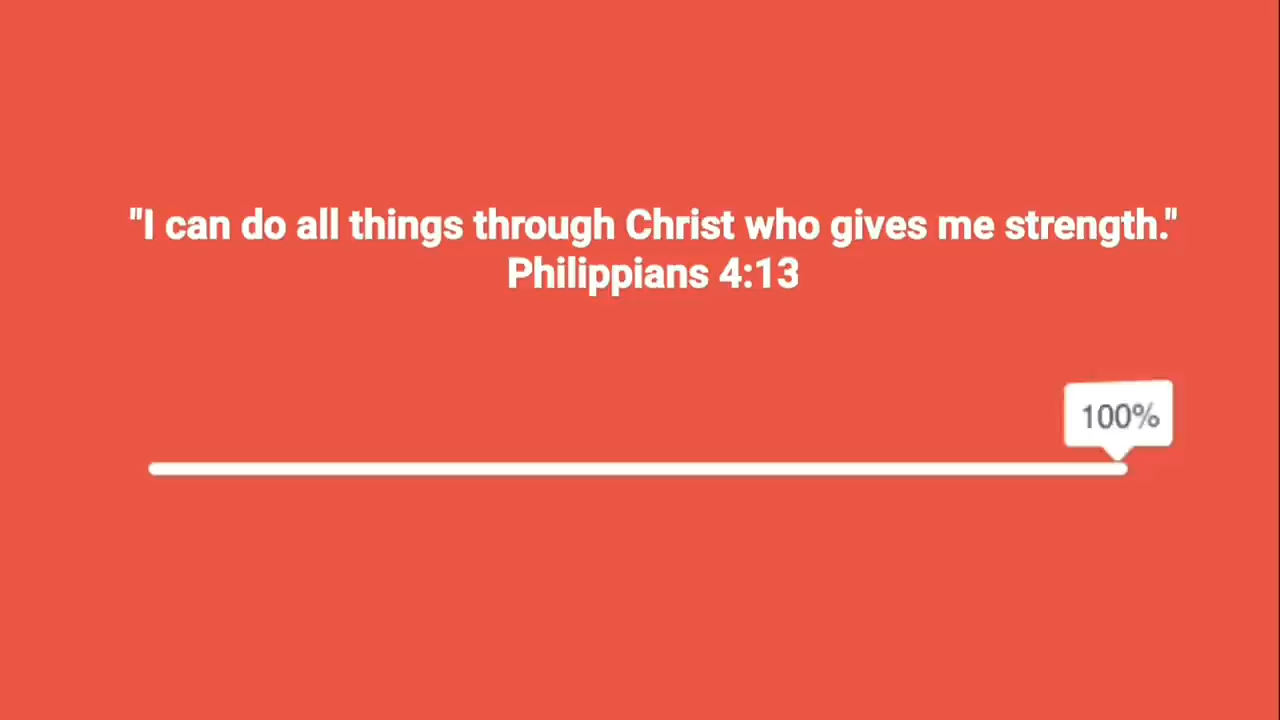 "I can do all things through Christ who gives me strength."
Philippians 4:13
100%